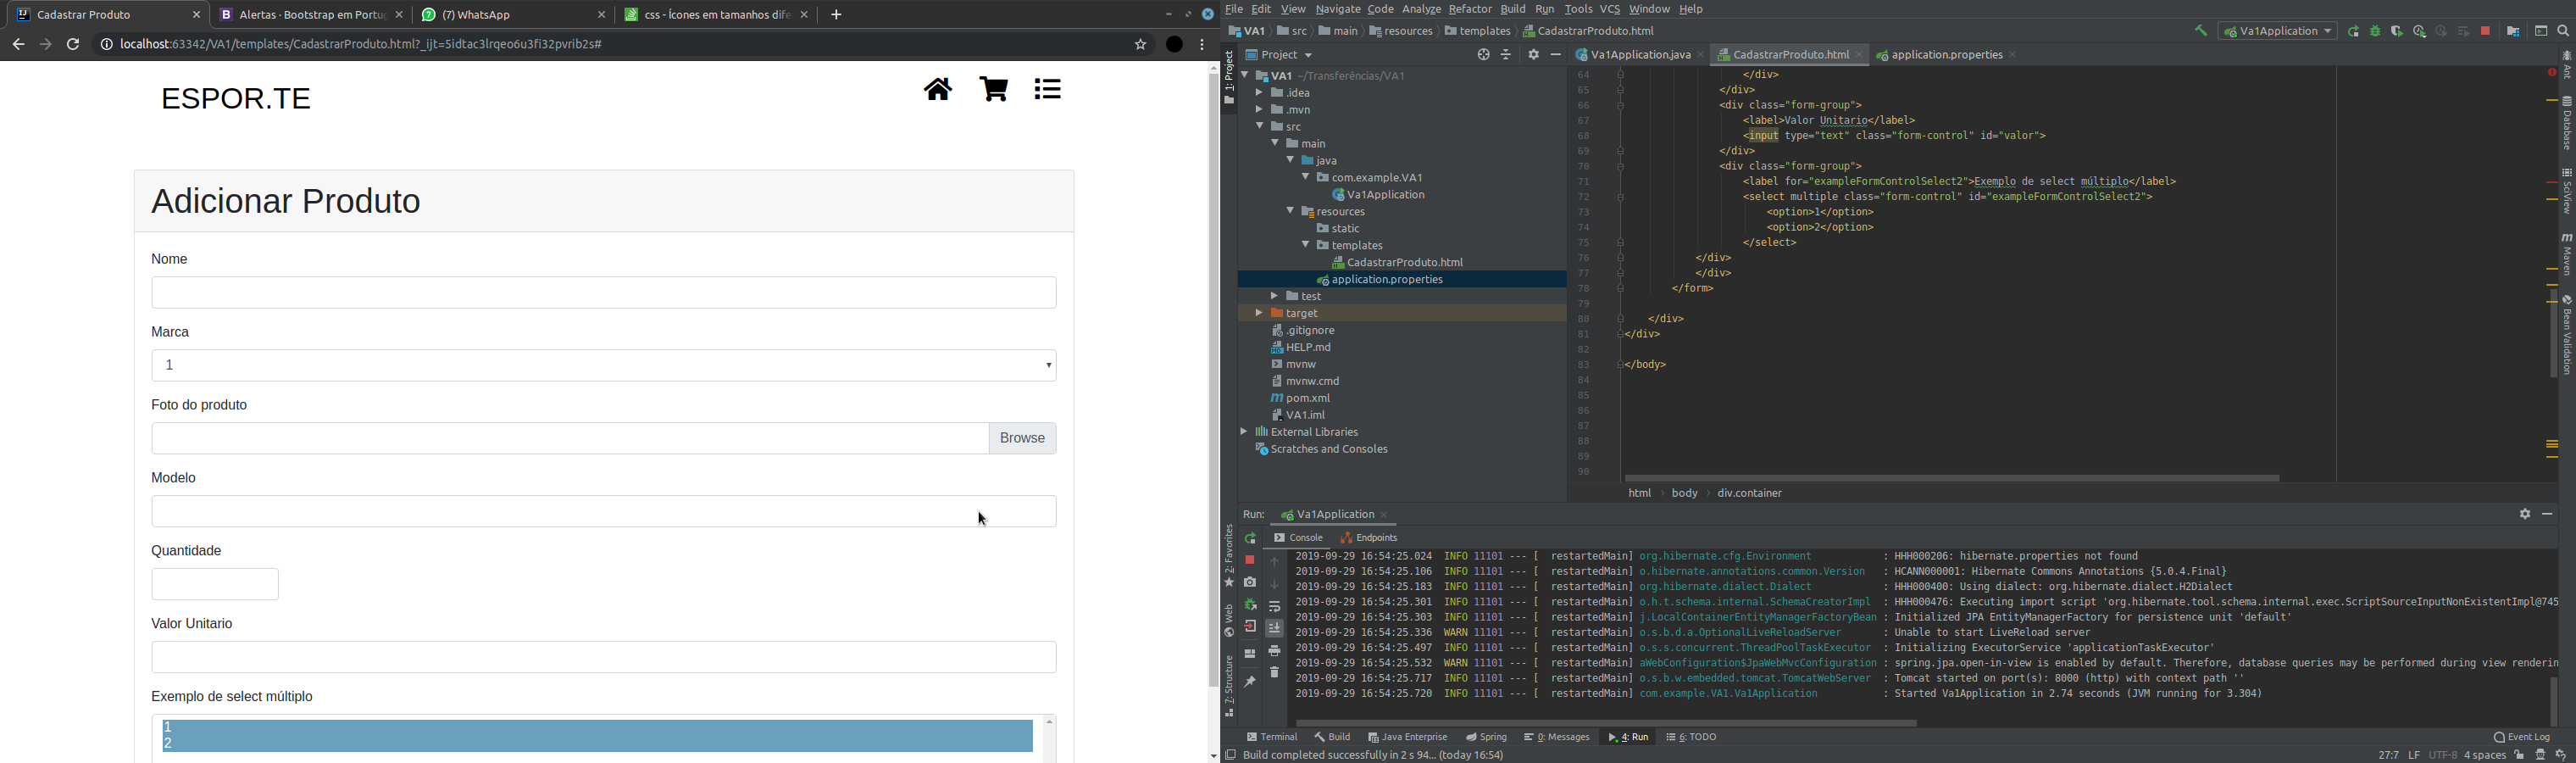 Cadastrar Produto
Alertas · Bootstrap em Portu
(7) WhatsApp
css - Ícones em tamanhos dife
localhost:63342/VA1/templates/CadastrarProduto.html?_ijt=5idtac3lrqeo6u3fi32pvrib2s#
ESPOR.TE
Adicionar Produto
Nome
Marca
1
Foto do produto
Browse
Modelo
Quantidade
Valor Unitario
Exemplo de select múltiplo
1
2
File Edit View Navigate Code Analyze Refactor Build Run Tools VCS Window Help
VA1 src main resources templates CadastrarProduto.html
Va1Application
1: Project
Project
Va1Application.java
CadastrarProduto.html
application.properties
VA1 ~/Transferências/VA1
.idea
.mvn
src
main
java
com.example.VA1
Va1Application
resources
static
templates
CadastrarProduto.html
application.properties
test
target
.gitignore
HELP.md
mvnw
mvnw.cmd
pom.xml
VA1.iml
External Libraries
Scratches and Consoles
64 </div>
65 </div>
66 <div class="form-group">
67 <label>Valor Unitario</label>
68 <input type="text" class="form-control" id="valor">
69 </div>
70 <div class="form-group">
71 <label for="exampleFormControlSelect2">Exemplo de select múltiplo</label>
72 <select multiple class="form-control" id="exampleFormControlSelect2">
73 <option>1</option>
74 <option>2</option>
75 </select>
76 </div>
77 </div>
78 </form>
79
80 </div>
81 </div>
82
83 </body>
84
85
86
87
88
89
90
html body div.container
Ant
Database
SciView
Maven
Bean Validation
Run: Va1Application
Console Endpoints
2: Favorites
Web
7: Structure
2019-09-29 16:54:25.024 INFO 11101 --- [ restartedMain] org.hibernate.cfg.Environment : HHH000206: hibernate.properties not found
2019-09-29 16:54:25.106 INFO 11101 --- [ restartedMain] o.hibernate.annotations.common.Version : HCANN000001: Hibernate Commons Annotations {5.0.4.Final}
2019-09-29 16:54:25.183 INFO 11101 --- [ restartedMain] org.hibernate.dialect.Dialect : HHH000400: Using dialect: org.hibernate.dialect.H2Dialect
2019-09-29 16:54:25.301 INFO 11101 --- [ restartedMain] o.h.t.schema.internal.SchemaCreatorImpl : HHH000476: Executing import script 'org.hibernate.tool.schema.internal.exec.ScriptSourceInputNonExistentImpl@745
2019-09-29 16:54:25.303 INFO 11101 --- [ restartedMain] j.LocalContainerEntityManagerFactoryBean : Initialized JPA EntityManagerFactory for persistence unit 'default'
2019-09-29 16:54:25.336 WARN 11101 --- [ restartedMain] o.s.b.d.a.OptionalLiveReloadServer : Unable to start LiveReload server
2019-09-29 16:54:25.497 INFO 11101 --- [ restartedMain] o.s.s.concurrent.ThreadPoolTaskExecutor : Initializing ExecutorService 'applicationTaskExecutor'
2019-09-29 16:54:25.532 WARN 11101 --- [ restartedMain] aWebConfiguration$JpaWebMvcConfiguration : spring.jpa.open-in-view is enabled by default. Therefore, database queries may be performed during view renderin
2019-09-29 16:54:25.717 INFO 11101 --- [ restartedMain] o.s.b.w.embedded.tomcat.TomcatWebServer : Tomcat started on port(s): 8000 (http) with context path ''
2019-09-29 16:54:25.720 INFO 11101 --- [ restartedMain] com.example.VA1.Va1Application : Started Va1Application in 2.74 seconds (JVM running for 3.304)
Terminal Build Java Enterprise Spring 0: Messages 4: Run 6: TODO Event Log
Build completed successfully in 2 s 94... (today 16:54) 27:7 LF UTF-8 4 spaces